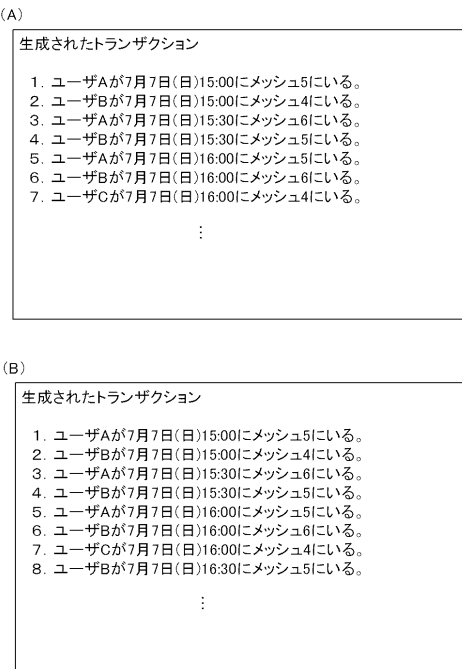 (A)
生成されたトランザクション
1. ユーザAが7月7日(日)15:00にメッシュ5にいる。
2. ユーザBが7月7日(日)15:00にメッシュ4にいる。
3. ユーザAが7月7日(日)15:30にメッシュ6にいる。
4. ユーザBが7月7日(日)15:30にメッシュ5にいる。
5. ユーザAが7月7日(日)16:00にメッシュ5にいる。
6. ユーザBが7月7日(日)16:00にメッシュ6にいる。
7. ユーザCが7月7日(日)16:00にメッシュ4にいる。
⋮
(B)
生成されたトランザクション
1. ユーザAが7月7日(日)15:00にメッシュ5にいる。
2. ユーザBが7月7日(日)15:00にメッシュ4にいる。
3. ユーザAが7月7日(日)15:30にメッシュ6にいる。
4. ユーザBが7月7日(日)15:30にメッシュ5にいる。
5. ユーザAが7月7日(日)16:00にメッシュ5にいる。
6. ユーザBが7月7日(日)16:00にメッシュ6にいる。
7. ユーザCが7月7日(日)16:00にメッシュ4にいる。
8. ユーザBが7月7日(日)16:30にメッシュ5にいる。
⋮